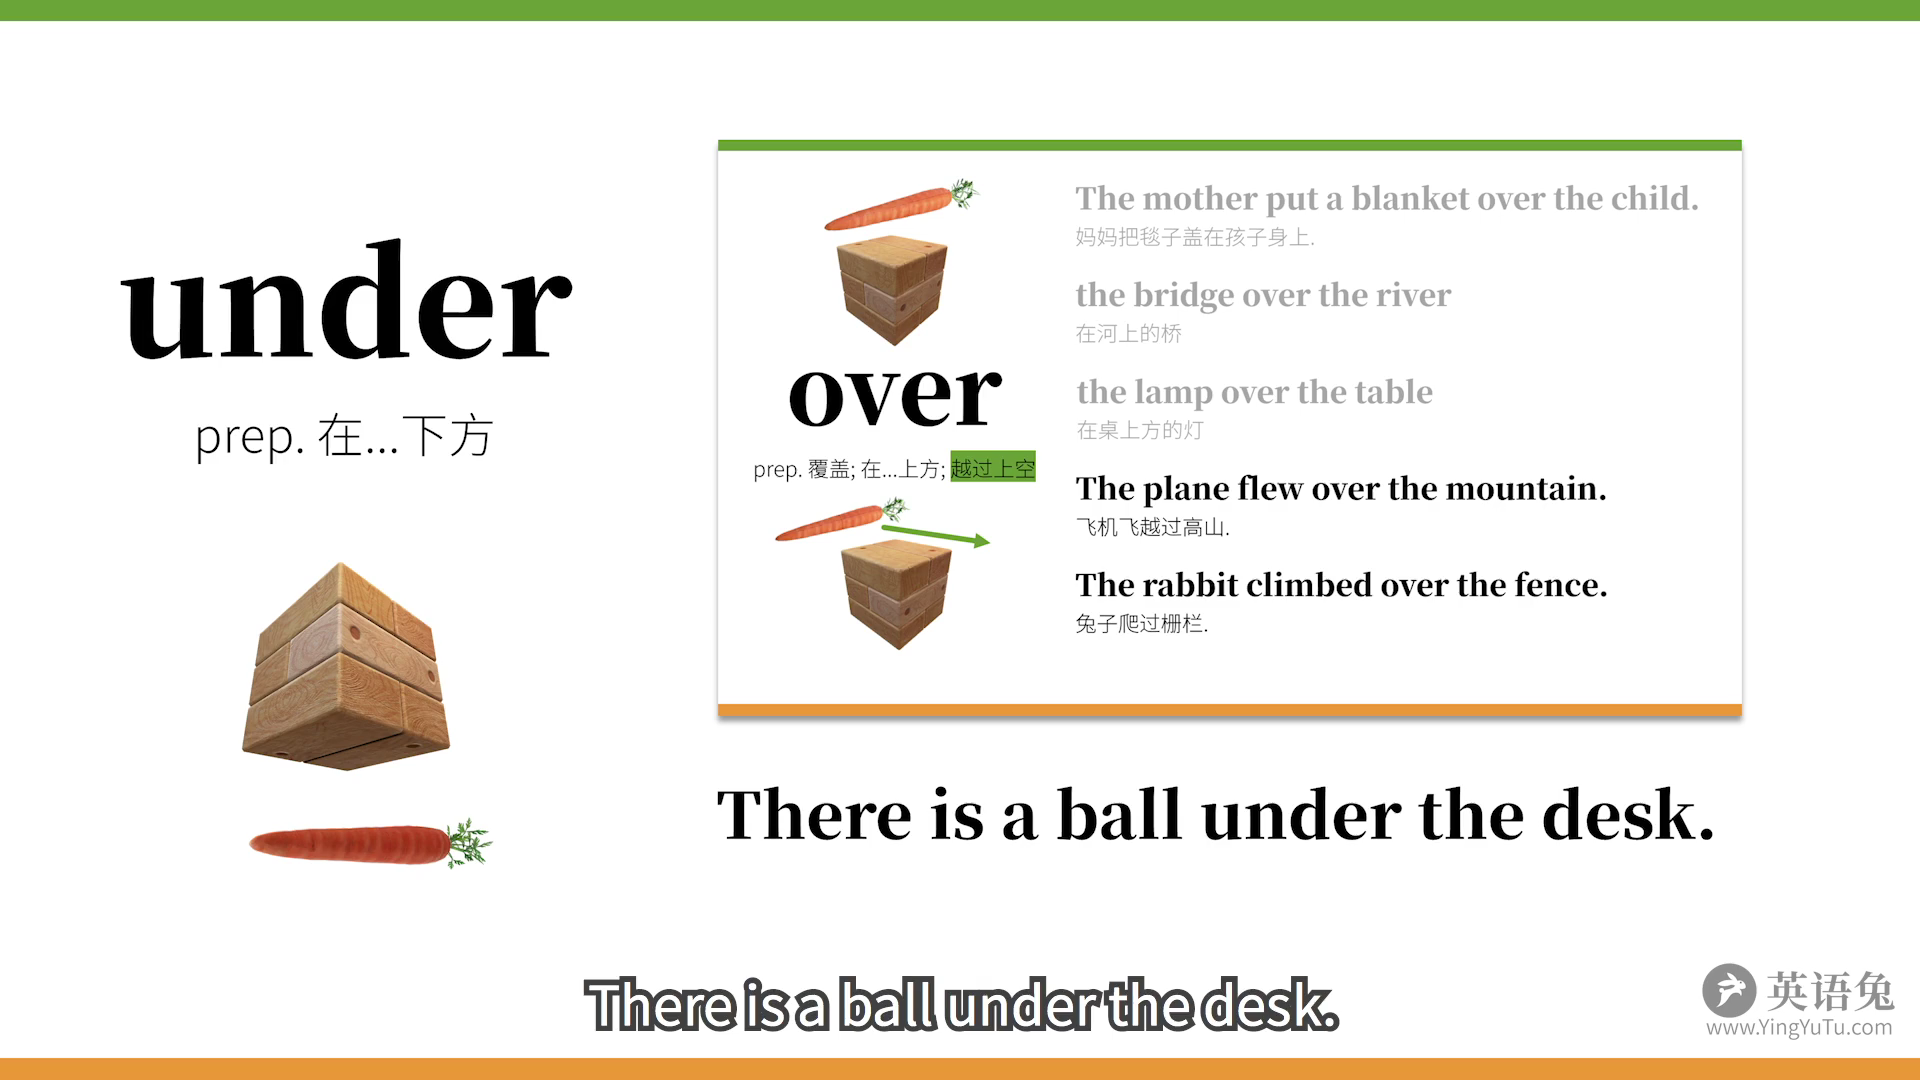 under
prep. 在...下方
The mother put a blanket over the child.
妈妈把毯子盖在孩子身上.
the bridge over the river
在河上的桥
the lamp over the table
在桌上方的灯
over
prep. 覆盖; 在...上方; 越过上空
The plane flew over the mountain.
飞机飞越过高山.
The rabbit climbed over the fence.
兔子爬过栅栏.
There is a ball under the desk.
There is a ball under the desk.
英语兔
www.YingYuTu.com